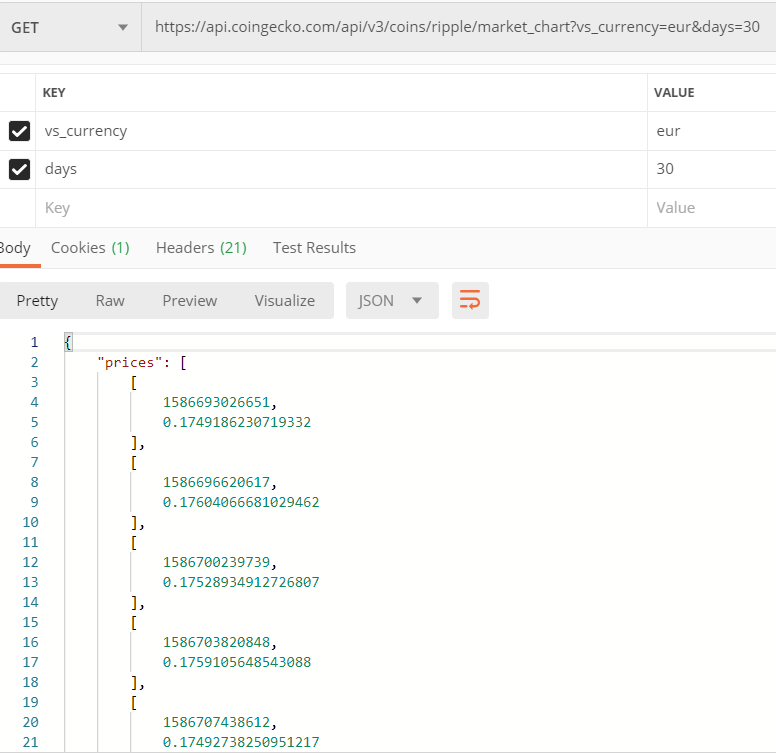 GET https://api.coingecko.com/api/v3/coins/ripple/market_chart?vs_currency=eur&days=30
KEY VALUE
vs_currency eur
days 30
Key Value
Body Cookies (1) Headers (21) Test Results
Pretty Raw Preview Visualize JSON
1 {
2 "prices": [
3 [
4 1586693026651,
5 0.1749186230719332
6 ],
7 [
8 1586696620617,
9 0.17604066681029462
10 ],
11 [
12 1586700239739,
13 0.17528934912726807
14 ],
15 [
16 1586703820848,
17 0.1759105648543088
18 ],
19 [
20 1586707438612,
21 0.17492738250951217